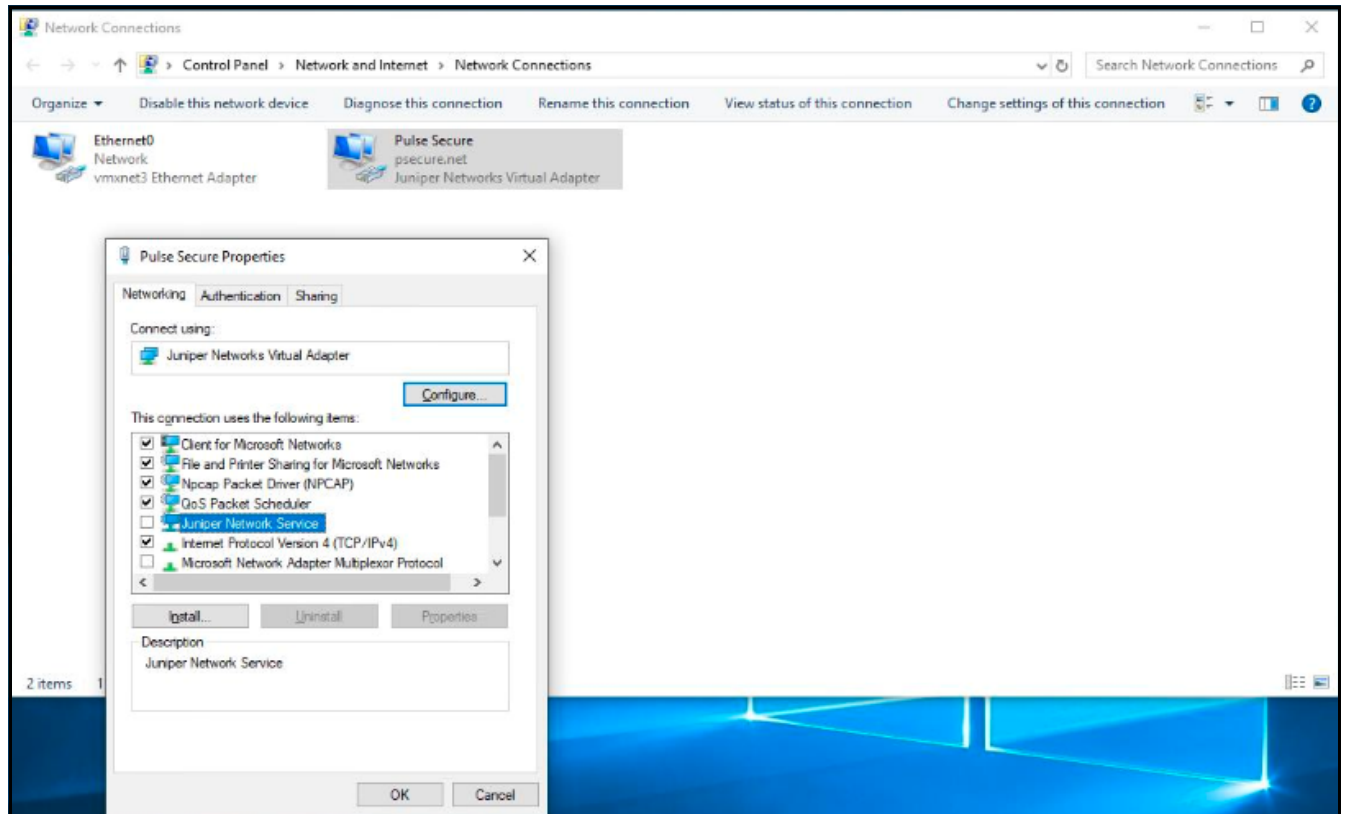 Network Connections
Control Panel > Network and Internet > Network Connections
Search Network Connections
Organize Disable this network device Diagnose this connection Rename this connection View status of this connection Change settings of this connection
Ethernet0
Network
vmxnet3 Ethernet Adapter
Pulse Secure
psecure.net
Juniper Networks Virtual Adapter
Pulse Secure Properties
Networking Authentication Sharing
Connect using:
Juniper Networks Virtual Adapter
Configure...
This connection uses the following items:
Client for Microsoft Networks
File and Printer Sharing for Microsoft Networks
Npcap Packet Driver (NPCAP)
QoS Packet Scheduler
Juniper Network Service
Internet Protocol Version 4 (TCP/IPv4)
Microsoft Network Adapter Multiplexor Protocol
Install... Uninstall Properties
Description
Juniper Network Service
2 items 1
OK Cancel